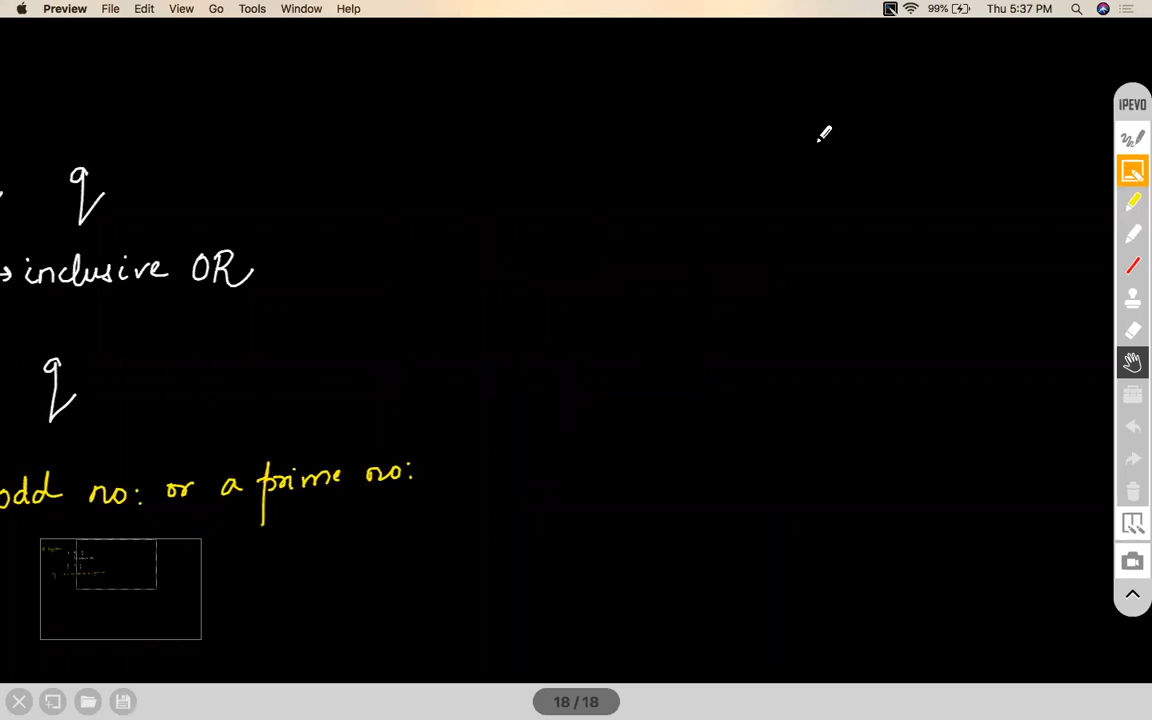 Preview File Edit View Go Tools Window Help 99% Thu 5:37 PM
IPEVO
q
→ inclusive OR
q
odd no: or a prime no:
18 / 18